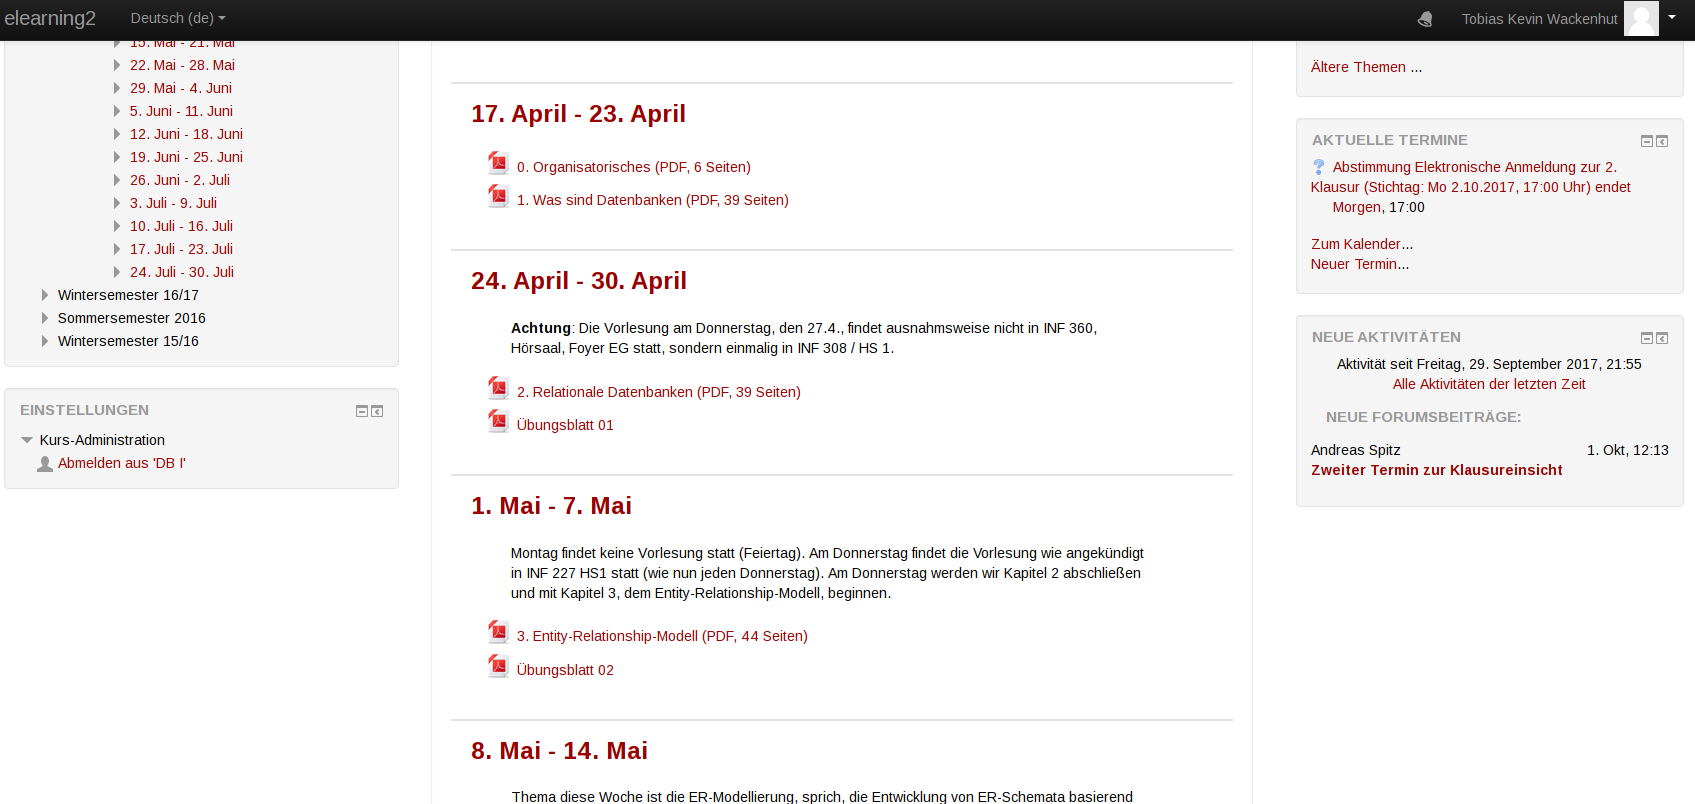 elearning2
Deutsch (de)
Tobias Kevin Wackenhut
15. Mai - 21. Mai
22. Mai - 28. Mai
29. Mai - 4. Juni
5. Juni - 11. Juni
12. Juni - 18. Juni
19. Juni - 25. Juni
26. Juni - 2. Juli
3. Juli - 9. Juli
10. Juli - 16. Juli
17. Juli - 23. Juli
24. Juli - 30. Juli
Wintersemester 16/17
Sommersemester 2016
Wintersemester 15/16
EINSTELLUNGEN
Kurs-Administration
Abmelden aus 'DB I'
17. April - 23. April
0. Organisatorisches (PDF, 6 Seiten)
1. Was sind Datenbanken (PDF, 39 Seiten)
24. April - 30. April
Achtung: Die Vorlesung am Donnerstag, den 27.4., findet ausnahmsweise nicht in INF 360,
Hörsaal, Foyer EG statt, sondern einmalig in INF 308 / HS 1.
2. Relationale Datenbanken (PDF, 39 Seiten)
Übungsblatt 01
1. Mai - 7. Mai
Montag findet keine Vorlesung statt (Feiertag). Am Donnerstag findet die Vorlesung wie angekündigt
in INF 227 HS1 statt (wie nun jeden Donnerstag). Am Donnerstag werden wir Kapitel 2 abschließen
und mit Kapitel 3, dem Entity-Relationship-Modell, beginnen.
3. Entity-Relationship-Modell (PDF, 44 Seiten)
Übungsblatt 02
8. Mai - 14. Mai
Thema diese Woche ist die ER-Modellierung, sprich, die Entwicklung von ER-Schemata basierend
Ältere Themen ...
AKTUELLE TERMINE
Abstimmung Elektronische Anmeldung zur 2.
Klausur (Stichtag: Mo 2.10.2017, 17:00 Uhr) endet
Morgen, 17:00
Zum Kalender...
Neuer Termin...
NEUE AKTIVITÄTEN
Aktivität seit Freitag, 29. September 2017, 21:55
Alle Aktivitäten der letzten Zeit
NEUE FORUMSBEITRÄGE:
Andreas Spitz 1. Okt, 12:13
Zweiter Termin zur Klausureinsicht